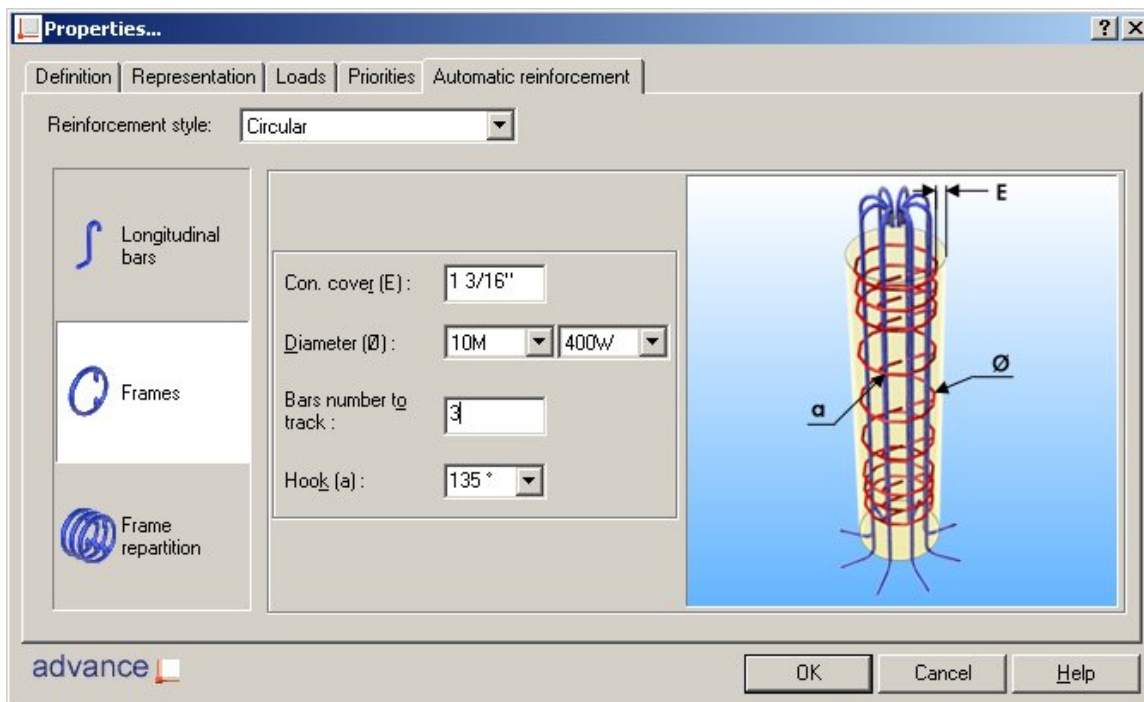 Properties...
Definition Representation Loads Priorities Automatic reinforcement
Reinforcement style: Circular
Longitudinal
bars
Frames
Frame
repartition
Con. cover (E) : 1 3/16"
Diameter (Ø) : 10M 400W
Bars number to
track : 3
Hook (a) : 135 °
E
Ø
a
advance
OK Cancel Help